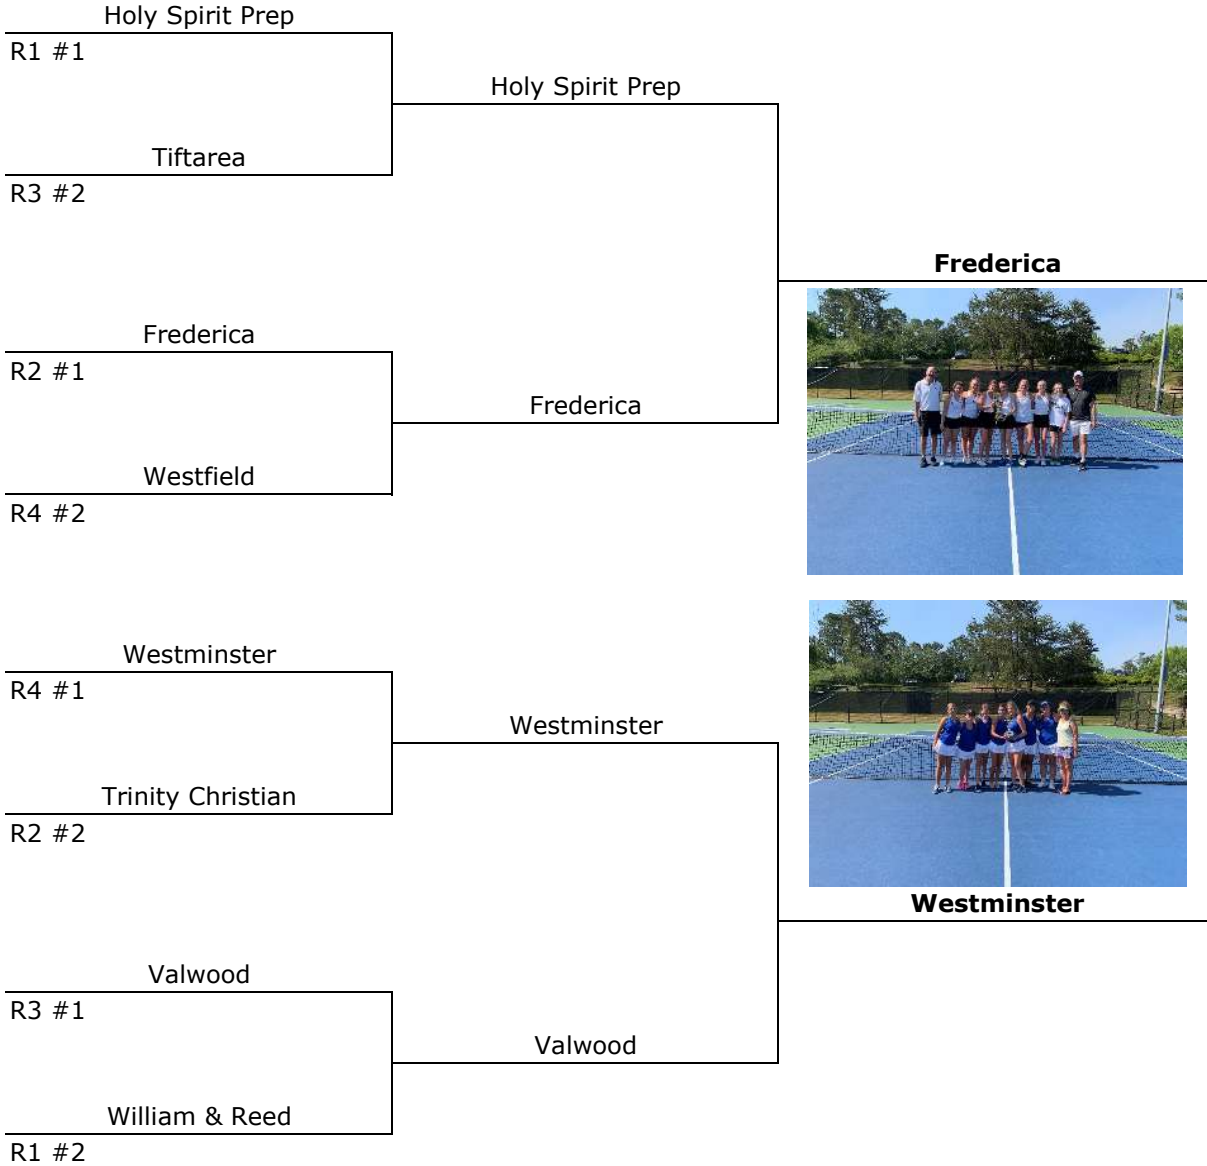 Holy Spirit Prep
R1 #1
Holy Spirit Prep
Tiftarea
R3 #2
Frederica
Frederica
R2 #1
Frederica
Westfield
R4 #2
Westminster
R4 #1
Westminster
Trinity Christian
R2 #2
Westminster
Valwood
R3 #1
Valwood
William & Reed
R1 #2